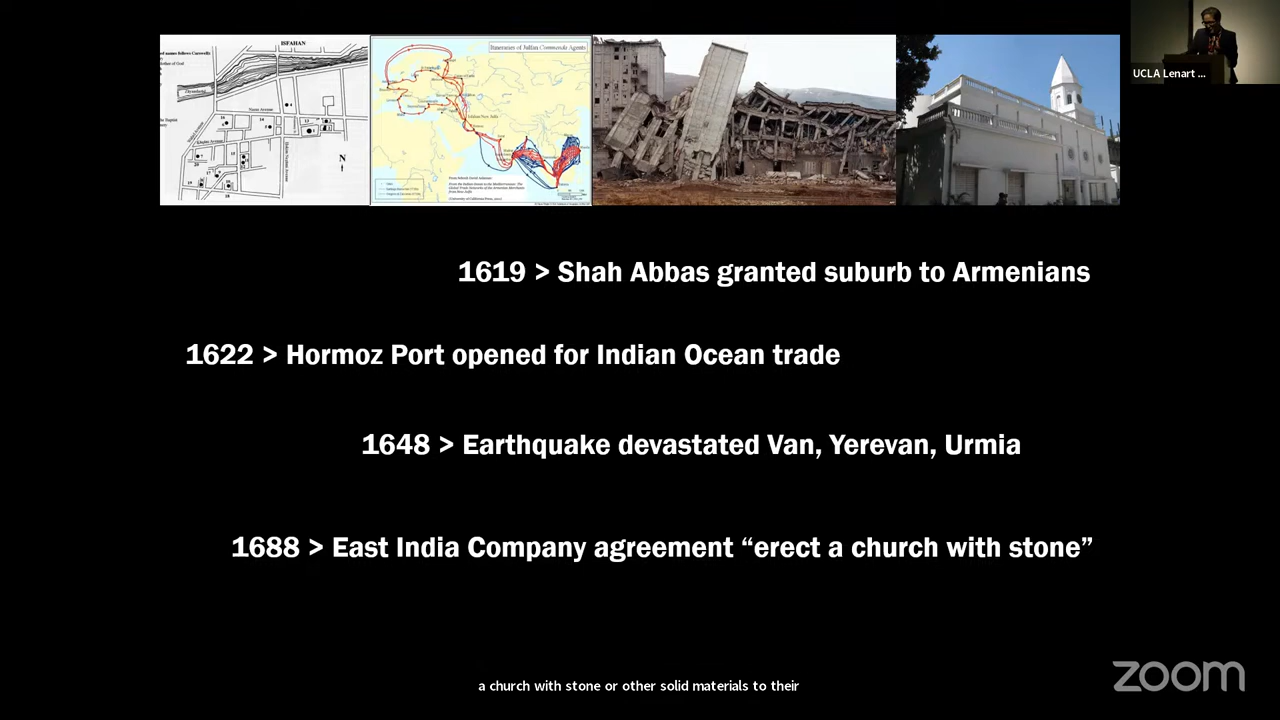 ISFAHAN
N
Itineraries of Julfan Commenda Agents
UCLA Lenart ...
1619 > Shah Abbas granted suburb to Armenians
1622 > Hormoz Port opened for Indian Ocean trade
1648 > Earthquake devastated Van, Yerevan, Urmia
1688 > East India Company agreement “erect a church with stone”
a church with stone or other solid materials to their
zoom